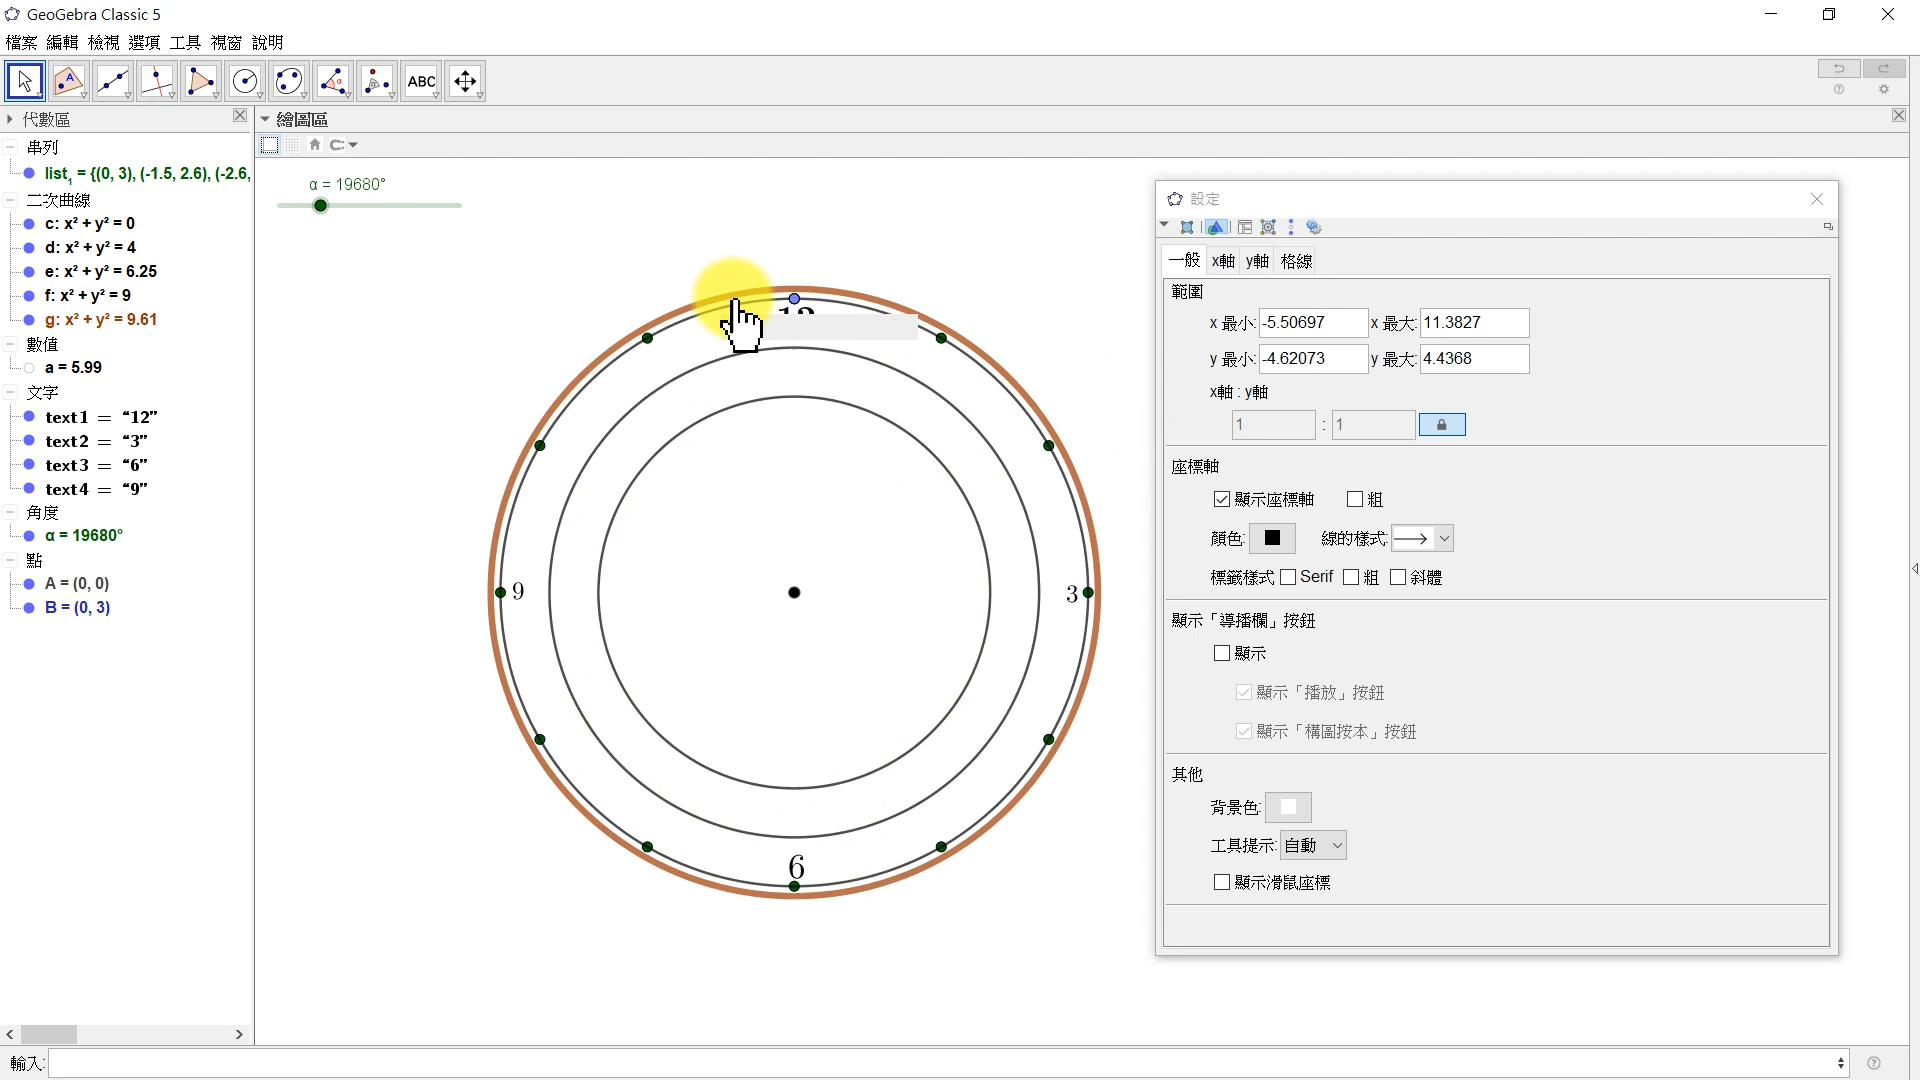 GeoGebra Classic 5
檔案 編輯 檢視 選項 工具 視窗 說明
A α ABC
代數區
繪圖區
串列
list₁ = {(0, 3), (-1.5, 2.6), (-2.6,
二次曲線
c: x² + y² = 0
d: x² + y² = 4
e: x² + y² = 6.25
f: x² + y² = 9
g: x² + y² = 9.61
數值
a = 5.99
文字
text1 = “12”
text2 = “3”
text3 = “6”
text4 = “9”
角度
α = 19680°
點
A = (0, 0)
B = (0, 3)
輸入:
α = 19680°
12
9
3
6
設定
一般 x軸 y軸 格線
範圍
x 最小: -5.50697 x 最大: 11.3827
y 最小: -4.62073 y 最大: 4.4368
x軸 : y軸
1 : 1
座標軸
顯示座標軸 粗
顏色: 線的樣式:
標籤樣式 Serif 粗 斜體
顯示「導播欄」按鈕
顯示
顯示「播放」按鈕
顯示「構圖按本」按鈕
其他
背景色:
工具提示: 自動
顯示滑鼠座標